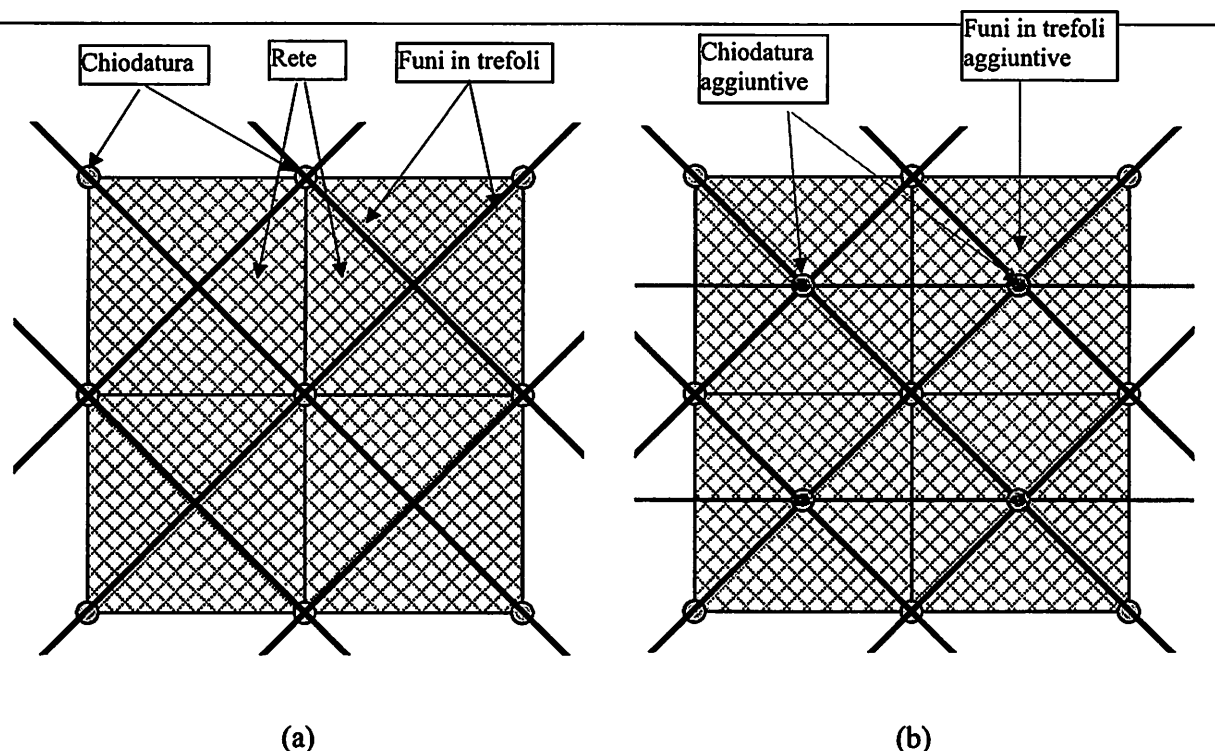 Chiodatura
Rete
Funi in trefoli
Chiodatura
aggiuntive
Funi in trefoli
aggiuntive
(a)
(b)